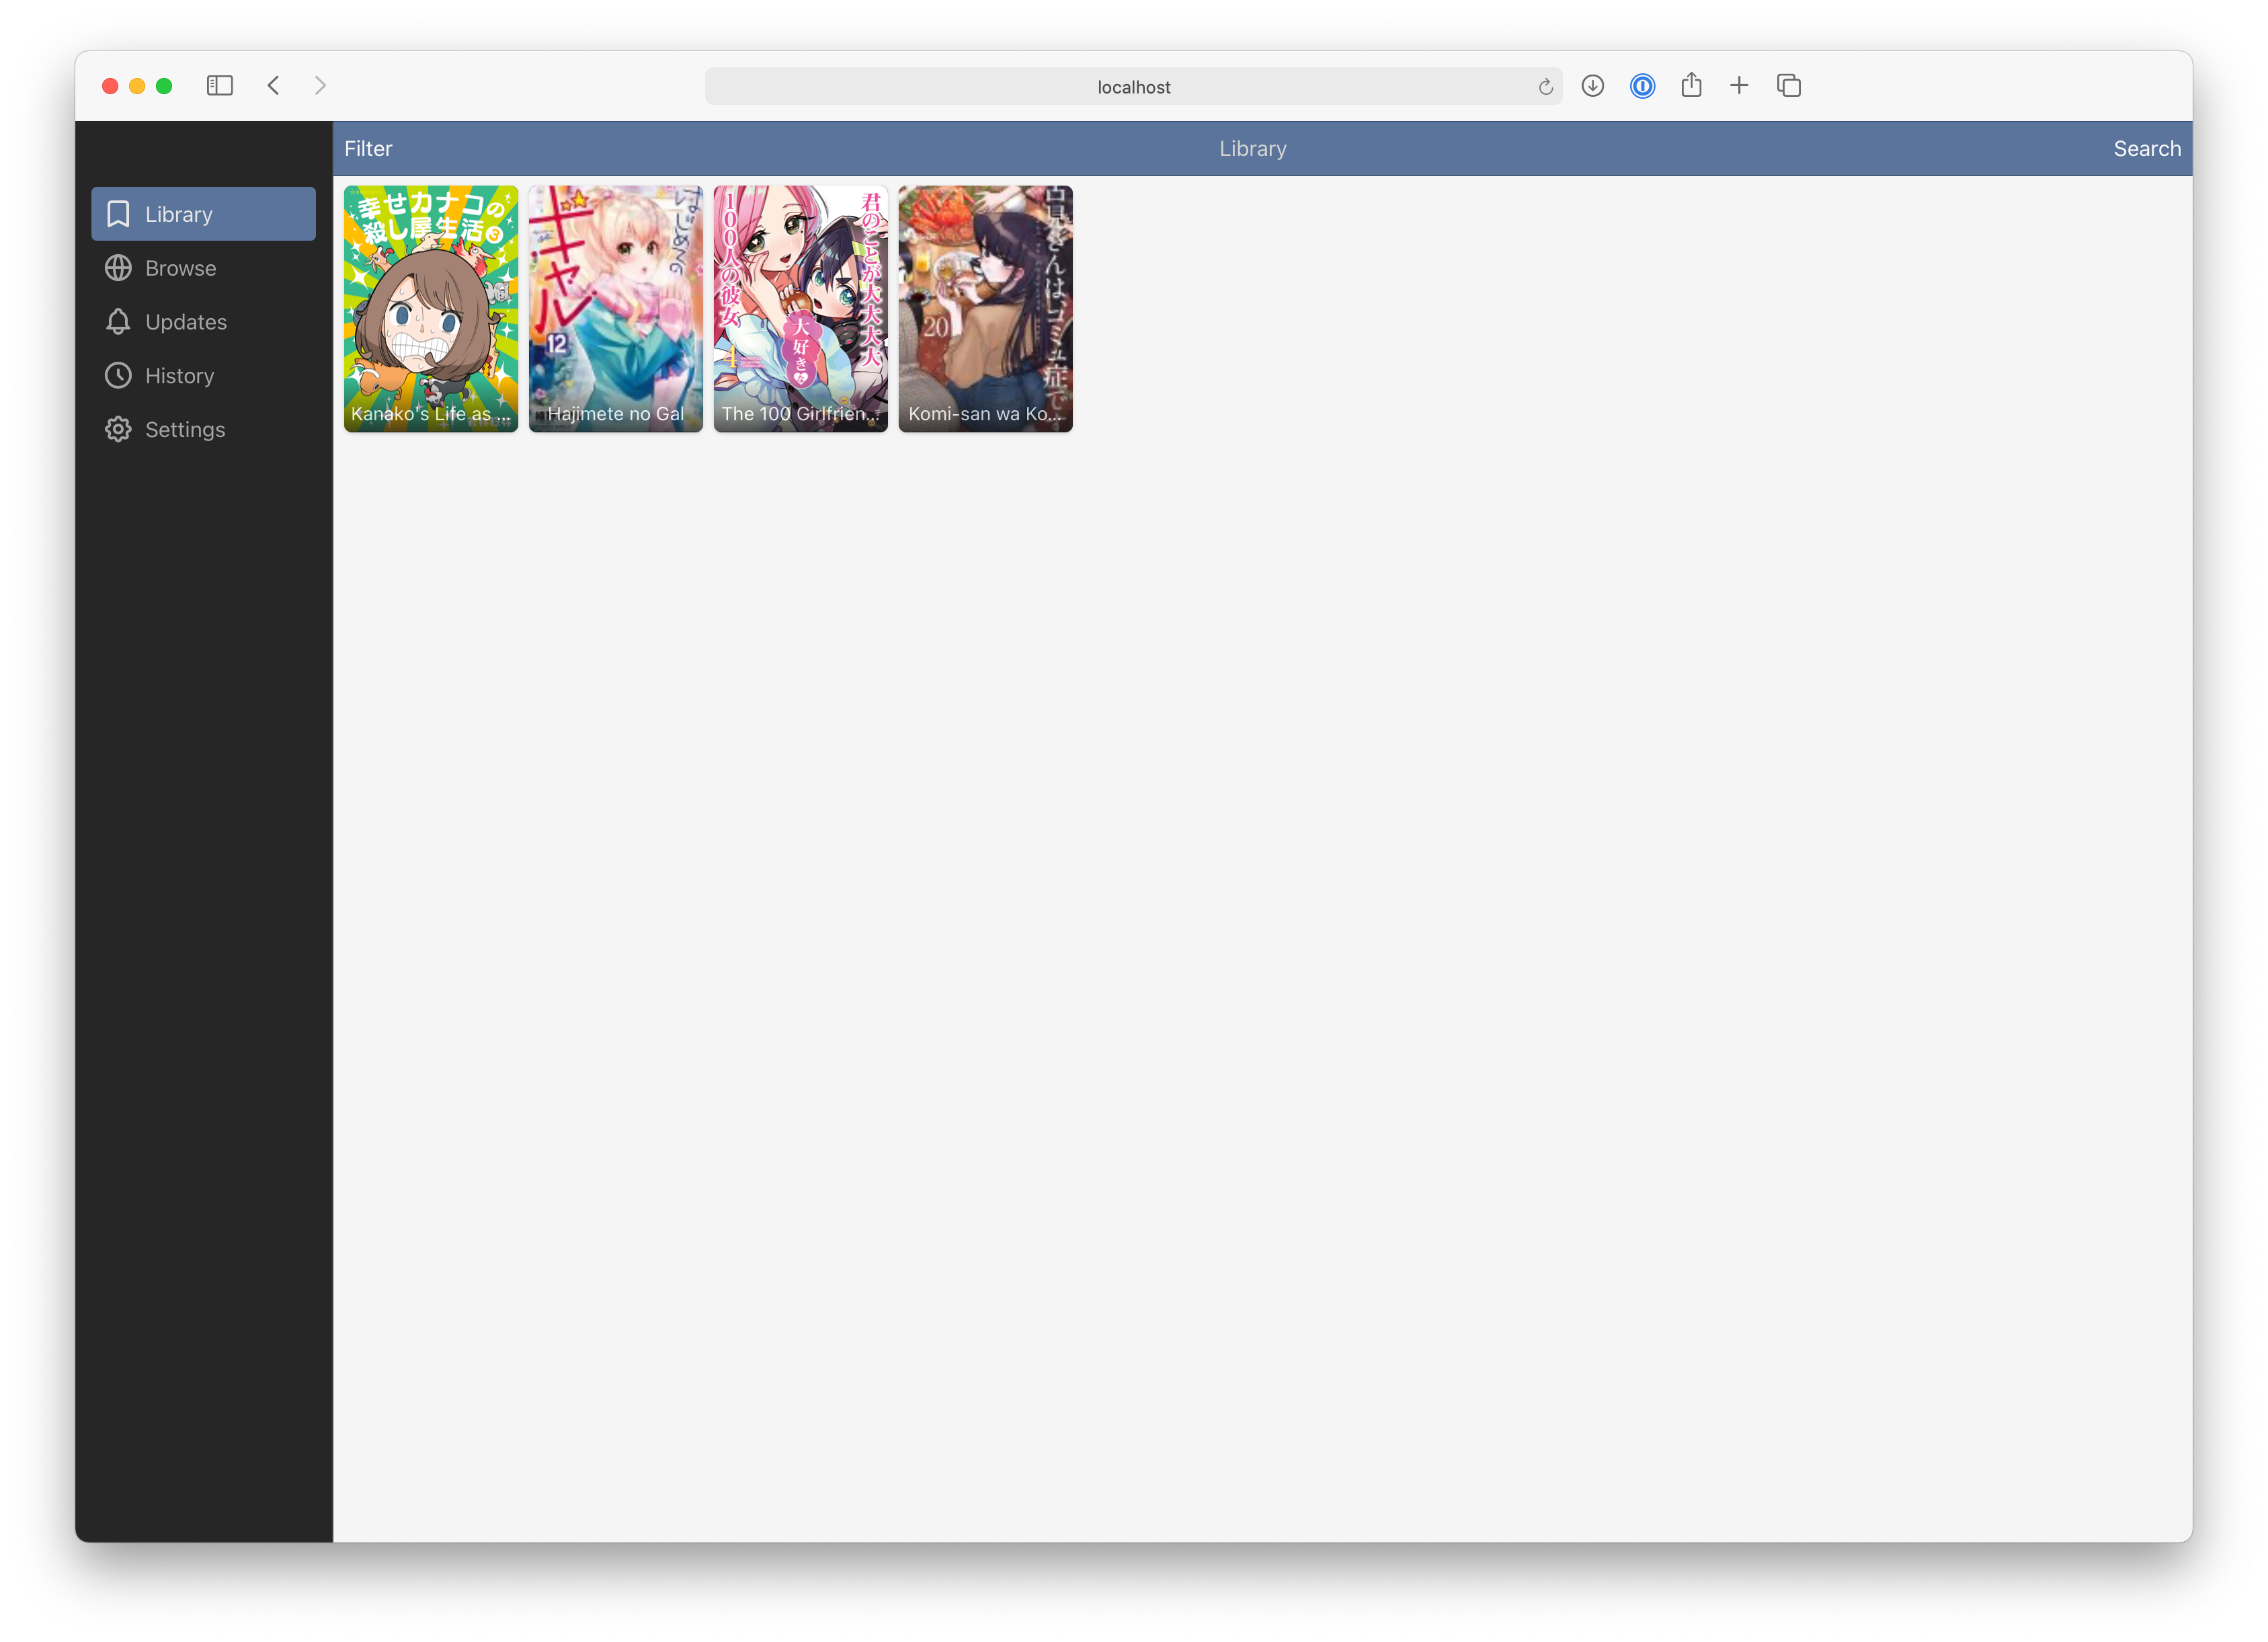 localhost
Filter
Library
Search
Library
Browse
Updates
History
Settings
幸せカナコの
殺し屋生活3
Kanako's Life as ...
はじめての
ギャル
12
Hajimete no Gal
君のことが大大大大
大好きな
100人の彼女
4
The 100 Girlfrien...
古見さんは、コミュ症です
20
Komi-san wa Ko...